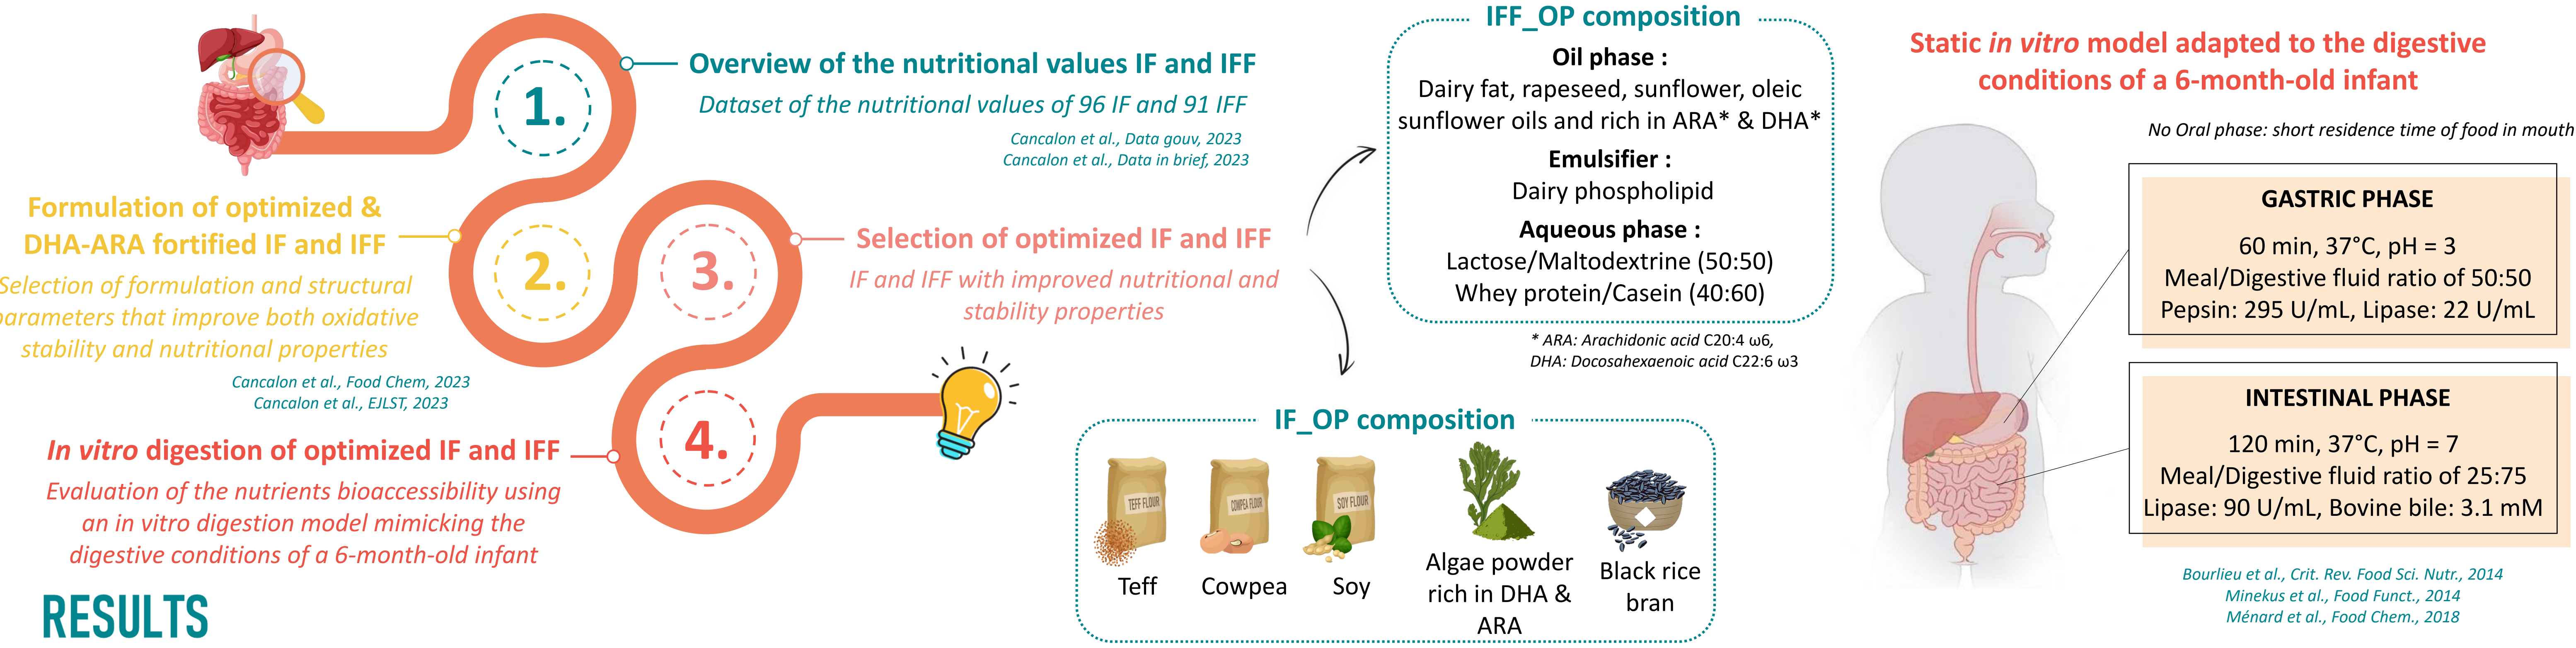 1.
Overview of the nutritional values IF and IFF
Dataset of the nutritional values of 96 IF and 91 IFF
Cancalon et al., Data gouv, 2023
Cancalon et al., Data in brief, 2023
Formulation of optimized &
DHA-ARA fortified IF and IFF
Selection of formulation and structural
parameters that improve both oxidative
stability and nutritional properties
Cancalon et al., Food Chem, 2023
Cancalon et al., EJLST, 2023
2.
3.
Selection of optimized IF and IFF
IF and IFF with improved nutritional and
stability properties
In vitro digestion of optimized IF and IFF
Evaluation of the nutrients bioaccessibility using
an in vitro digestion model mimicking the
digestive conditions of a 6-month-old infant
4.
RESULTS
IFF_OP composition
Oil phase :
Dairy fat, rapeseed, sunflower, oleic
sunflower oils and rich in ARA* & DHA*
Emulsifier :
Dairy phospholipid
Aqueous phase :
Lactose/Maltodextrine (50:50)
Whey protein/Casein (40:60)
* ARA: Arachidonic acid C20:4 ω6,
DHA: Docosahexaenoic acid C22:6 ω3
IF_OP composition
TEFF FLOUR
COWPEA FLOUR
SOY FLOUR
Teff
Cowpea
Soy
Algae powder
rich in DHA &
ARA
Black rice
bran
Static in vitro model adapted to the digestive
conditions of a 6-month-old infant
No Oral phase: short residence time of food in mouth
GASTRIC PHASE
60 min, 37°C, pH = 3
Meal/Digestive fluid ratio of 50:50
Pepsin: 295 U/mL, Lipase: 22 U/mL
INTESTINAL PHASE
120 min, 37°C, pH = 7
Meal/Digestive fluid ratio of 25:75
Lipase: 90 U/mL, Bovine bile: 3.1 mM
Bourlieu et al., Crit. Rev. Food Sci. Nutr., 2014
Minekus et al., Food Funct., 2014
Ménard et al., Food Chem., 2018